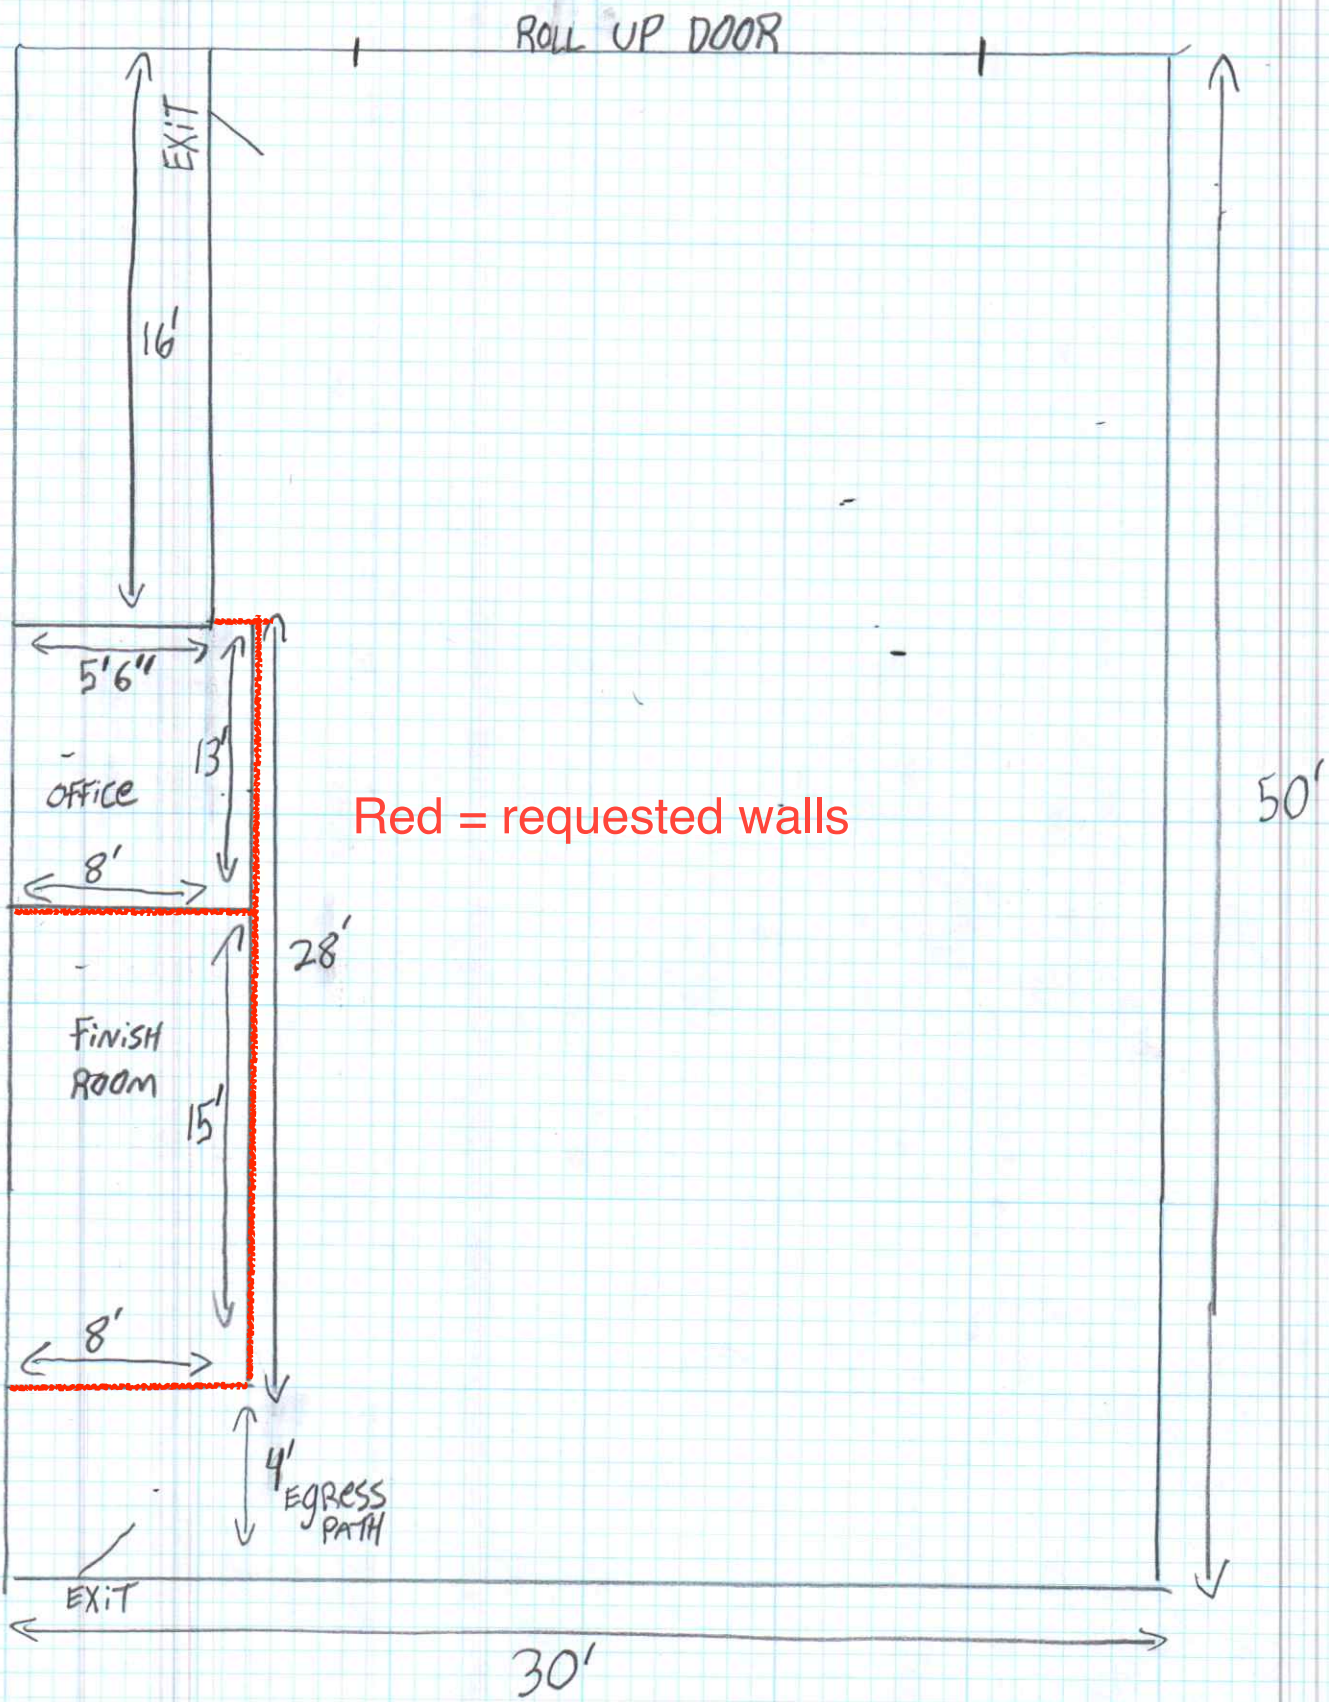 ROLL UP DOOR
EXiT
16'
5'6"
13'
OFFiCE
50'
Red = requested walls
8'
28'
FiNiSH
ROOM
15'
8'
4'
EgRESS
PATH
EXiT
30'